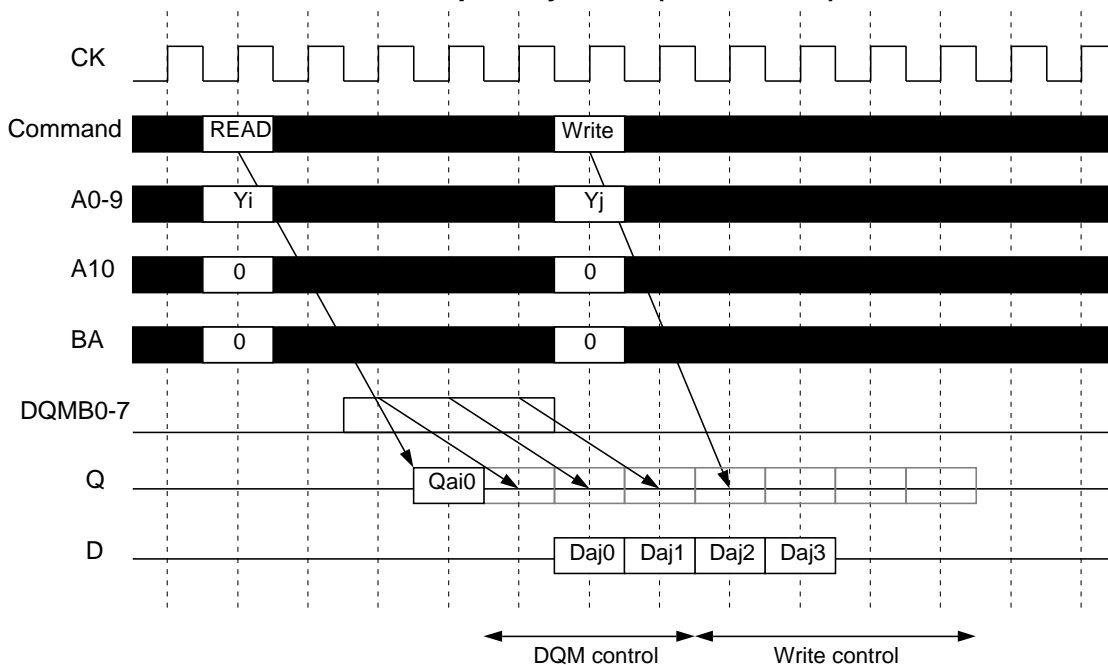 CK
Command READ Write
A0-9 Yi Yj
A10 0 0
BA 0 0
DQMB0-7
Q Qai0
D Daj0 Daj1 Daj2 Daj3
DQM control Write control